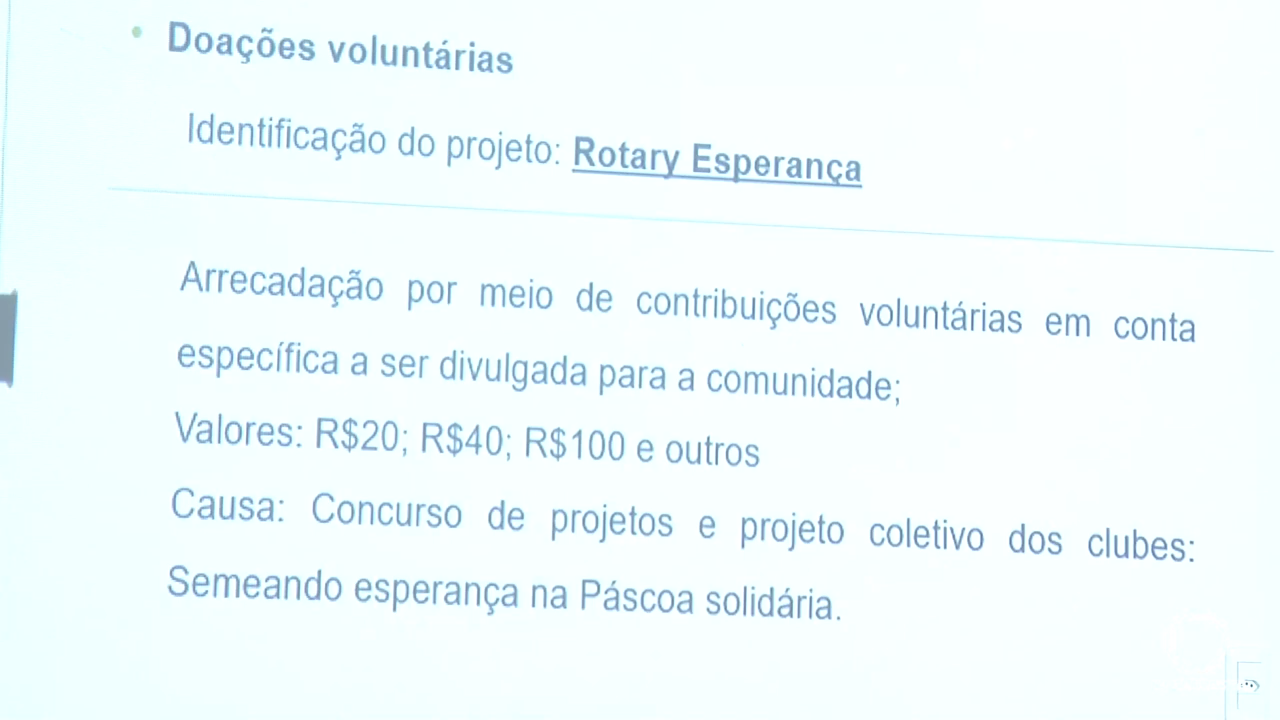 • Doações voluntárias
Identificação do projeto: Rotary Esperança
Arrecadação por meio de contribuições voluntárias em conta
específica a ser divulgada para a comunidade;
Valores: R$20; R$40; R$100 e outros
Causa: Concurso de projetos e projeto coletivo dos clubes:
Semeando esperança na Páscoa solidária.